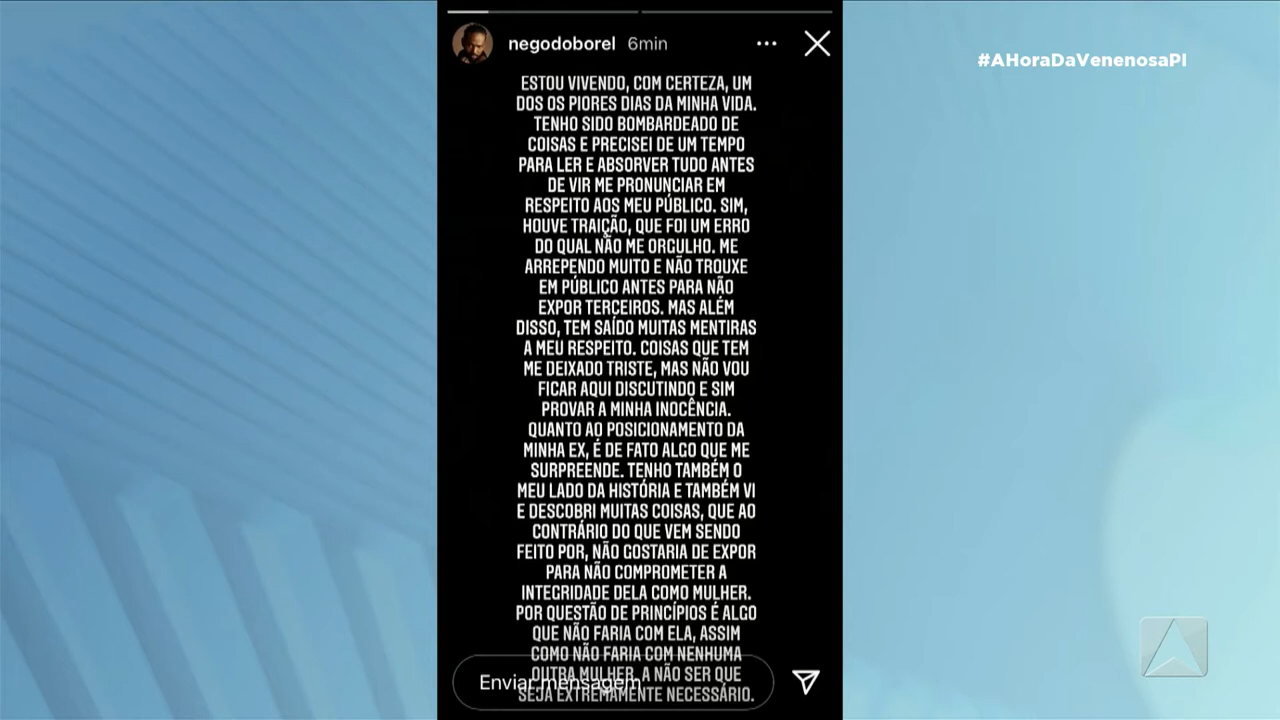 negodoborel 6min
#AHoraDaVenenosaPI
ESTOU VIVENDO, COM CERTEZA, UM
DOS OS PIORES DIAS DA MINHA VIDA.
TENHO SIDO BOMBARDEADO DE
COISAS E PRECISEI DE UM TEMPO
PARA LER E ABSORVER TUDO ANTES
DE VIR ME PRONUNCIAR EM
RESPEITO AOS MEU PÚBLICO. SIM,
HOUVE TRAIÇÃO, QUE FOI UM ERRO
DO QUAL NÃO ME ORGULHO. ME
ARREPENDO MUITO E NÃO TROUXE
EM PÚBLICO ANTES PARA NÃO
EXPOR TERCEIROS. MAS ALÉM
DISSO, TEM SAÍDO MUITAS MENTIRAS
A MEU RESPEITO. COISAS QUE TEM
ME DEIXADO TRISTE, MAS NÃO VOU
FICAR AQUI DISCUTINDO E SIM
PROVAR A MINHA INOCÊNCIA.
QUANTO AO POSICIONAMENTO DA
MINHA EX, É DE FATO ALGO QUE ME
SURPREENDE. TENHO TAMBÉM O
MEU LADO DA HISTÓRIA E TAMBÉM VI
E DESCOBRI MUITAS COISAS, QUE AO
CONTRÁRIO DO QUE VEM SENDO
FEITO POR, NÃO GOSTARIA DE EXPOR
PARA NÃO COMPROMETER A
INTEGRIDADE DELA COMO MULHER.
POR QUESTÃO DE PRINCÍPIOS É ALGO
QUE NÃO FARIA COM ELA, ASSIM
COMO NÃO FARIA COM NENHUMA
OUTRA MULHER, A NÃO SER QUE
SEJA EXTREMAMENTE NECESSÁRIO.
Enviar mensagem